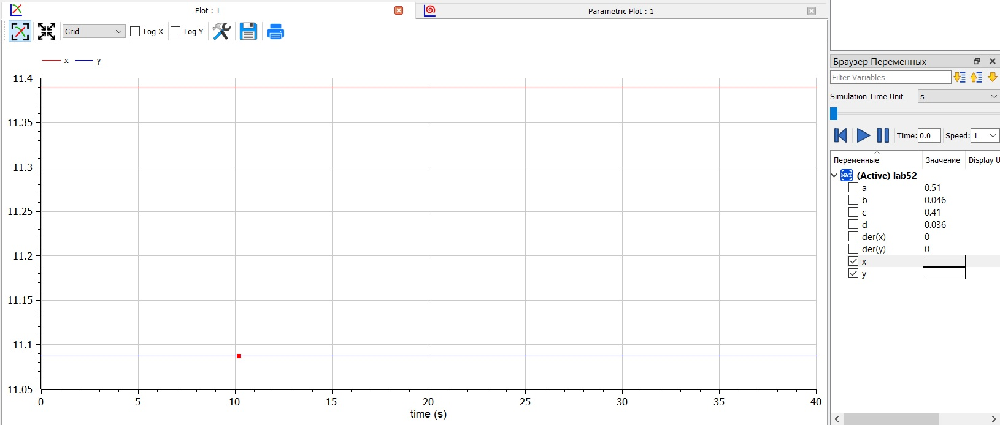 Plot : 1
Parametric Plot : 1
Grid
Log X
Log Y
x y
11.4
11.35
11.3
11.25
11.2
11.15
11.1
11.05
0 5 10 15 20 25 30 35 40
time (s)
Браузер Переменных
Filter Variables
Simulation Time Unit s
Time: 0.0 Speed: 1
Переменные Значение Display U
MAT (Active) lab52
a 0.51
b 0.046
c 0.41
d 0.036
der(x) 0
der(y) 0
x
y